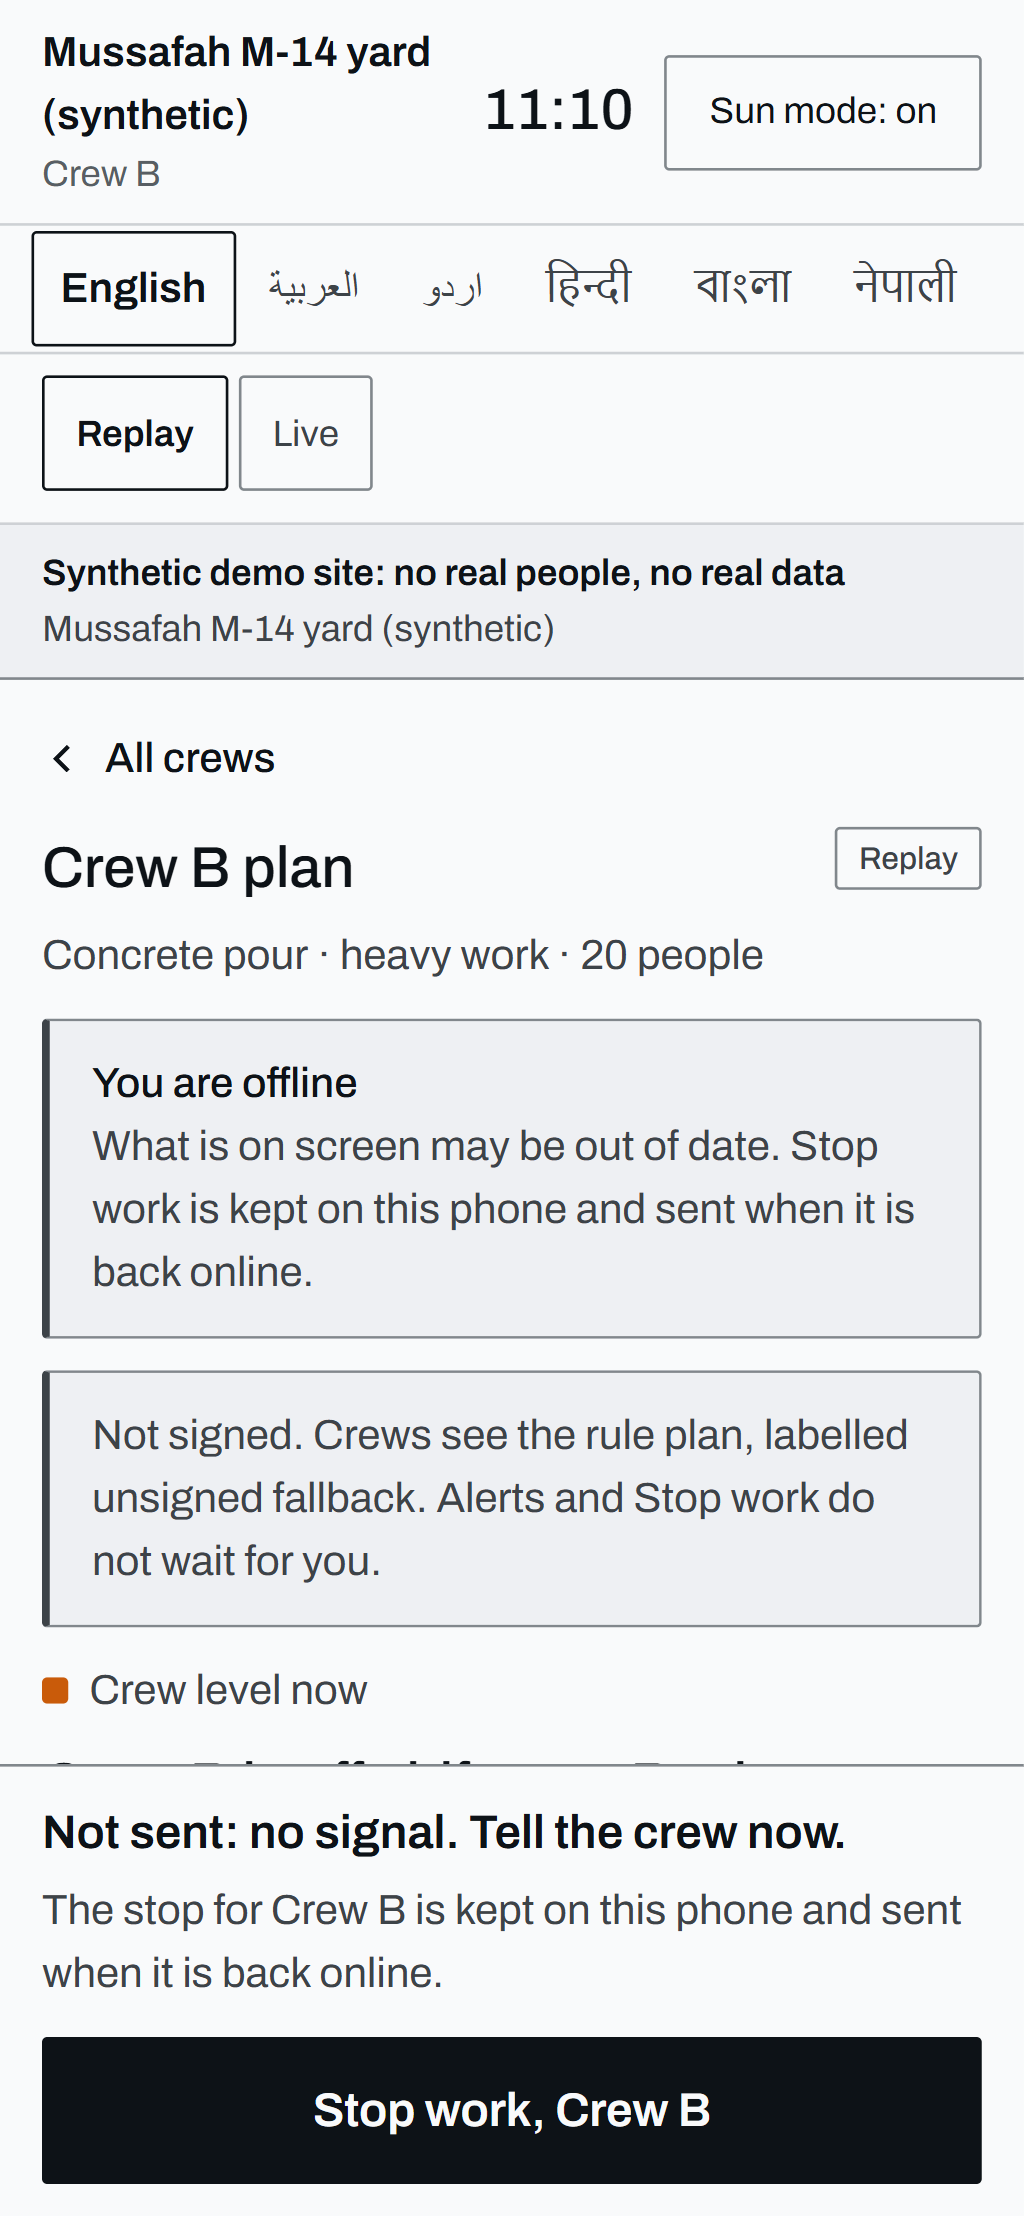 Mussafah M-14 yard
(synthetic)
Crew B
11:10
Sun mode: on
English العربية اردو हिन्दी বাংলা नेपाली
Replay Live
Synthetic demo site: no real people, no real data
Mussafah M-14 yard (synthetic)
All crews
Crew B plan
Replay
Concrete pour · heavy work · 20 people
You are offline
What is on screen may be out of date. Stop
work is kept on this phone and sent when it is
back online.
Not signed. Crews see the rule plan, labelled
unsigned fallback. Alerts and Stop work do
not wait for you.
Crew level now
Not sent: no signal. Tell the crew now.
The stop for Crew B is kept on this phone and sent
when it is back online.
Stop work, Crew B